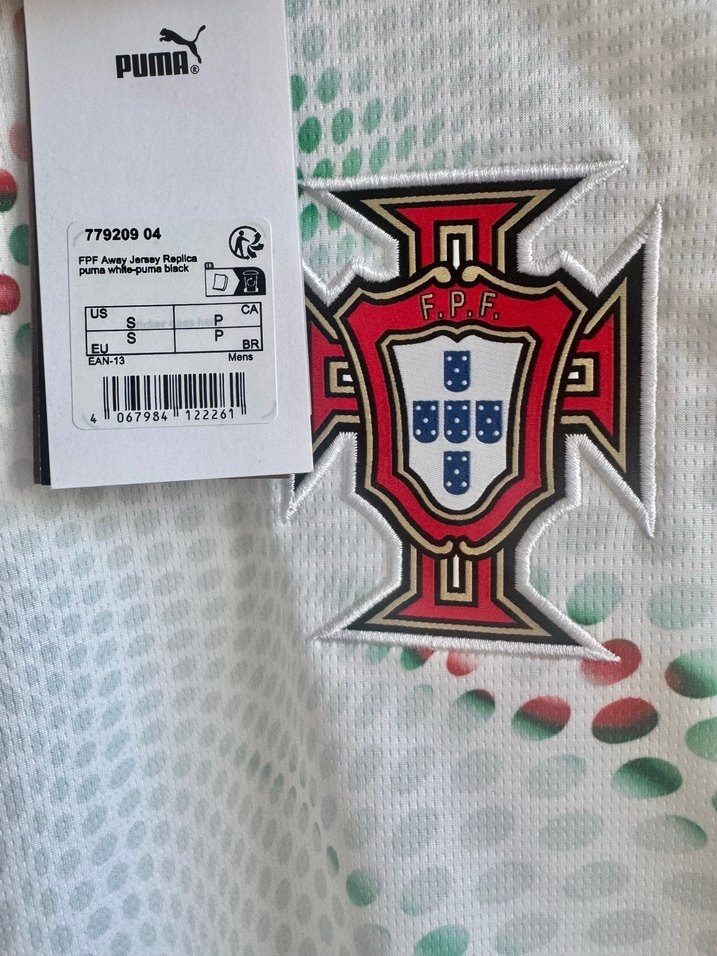 PUMA®
779209 04
FPF Away Jersey Replica
puma white-puma black
US S P CA
EU S P BR
EAN-13 Mens
4 067984 122261
F.P.F.